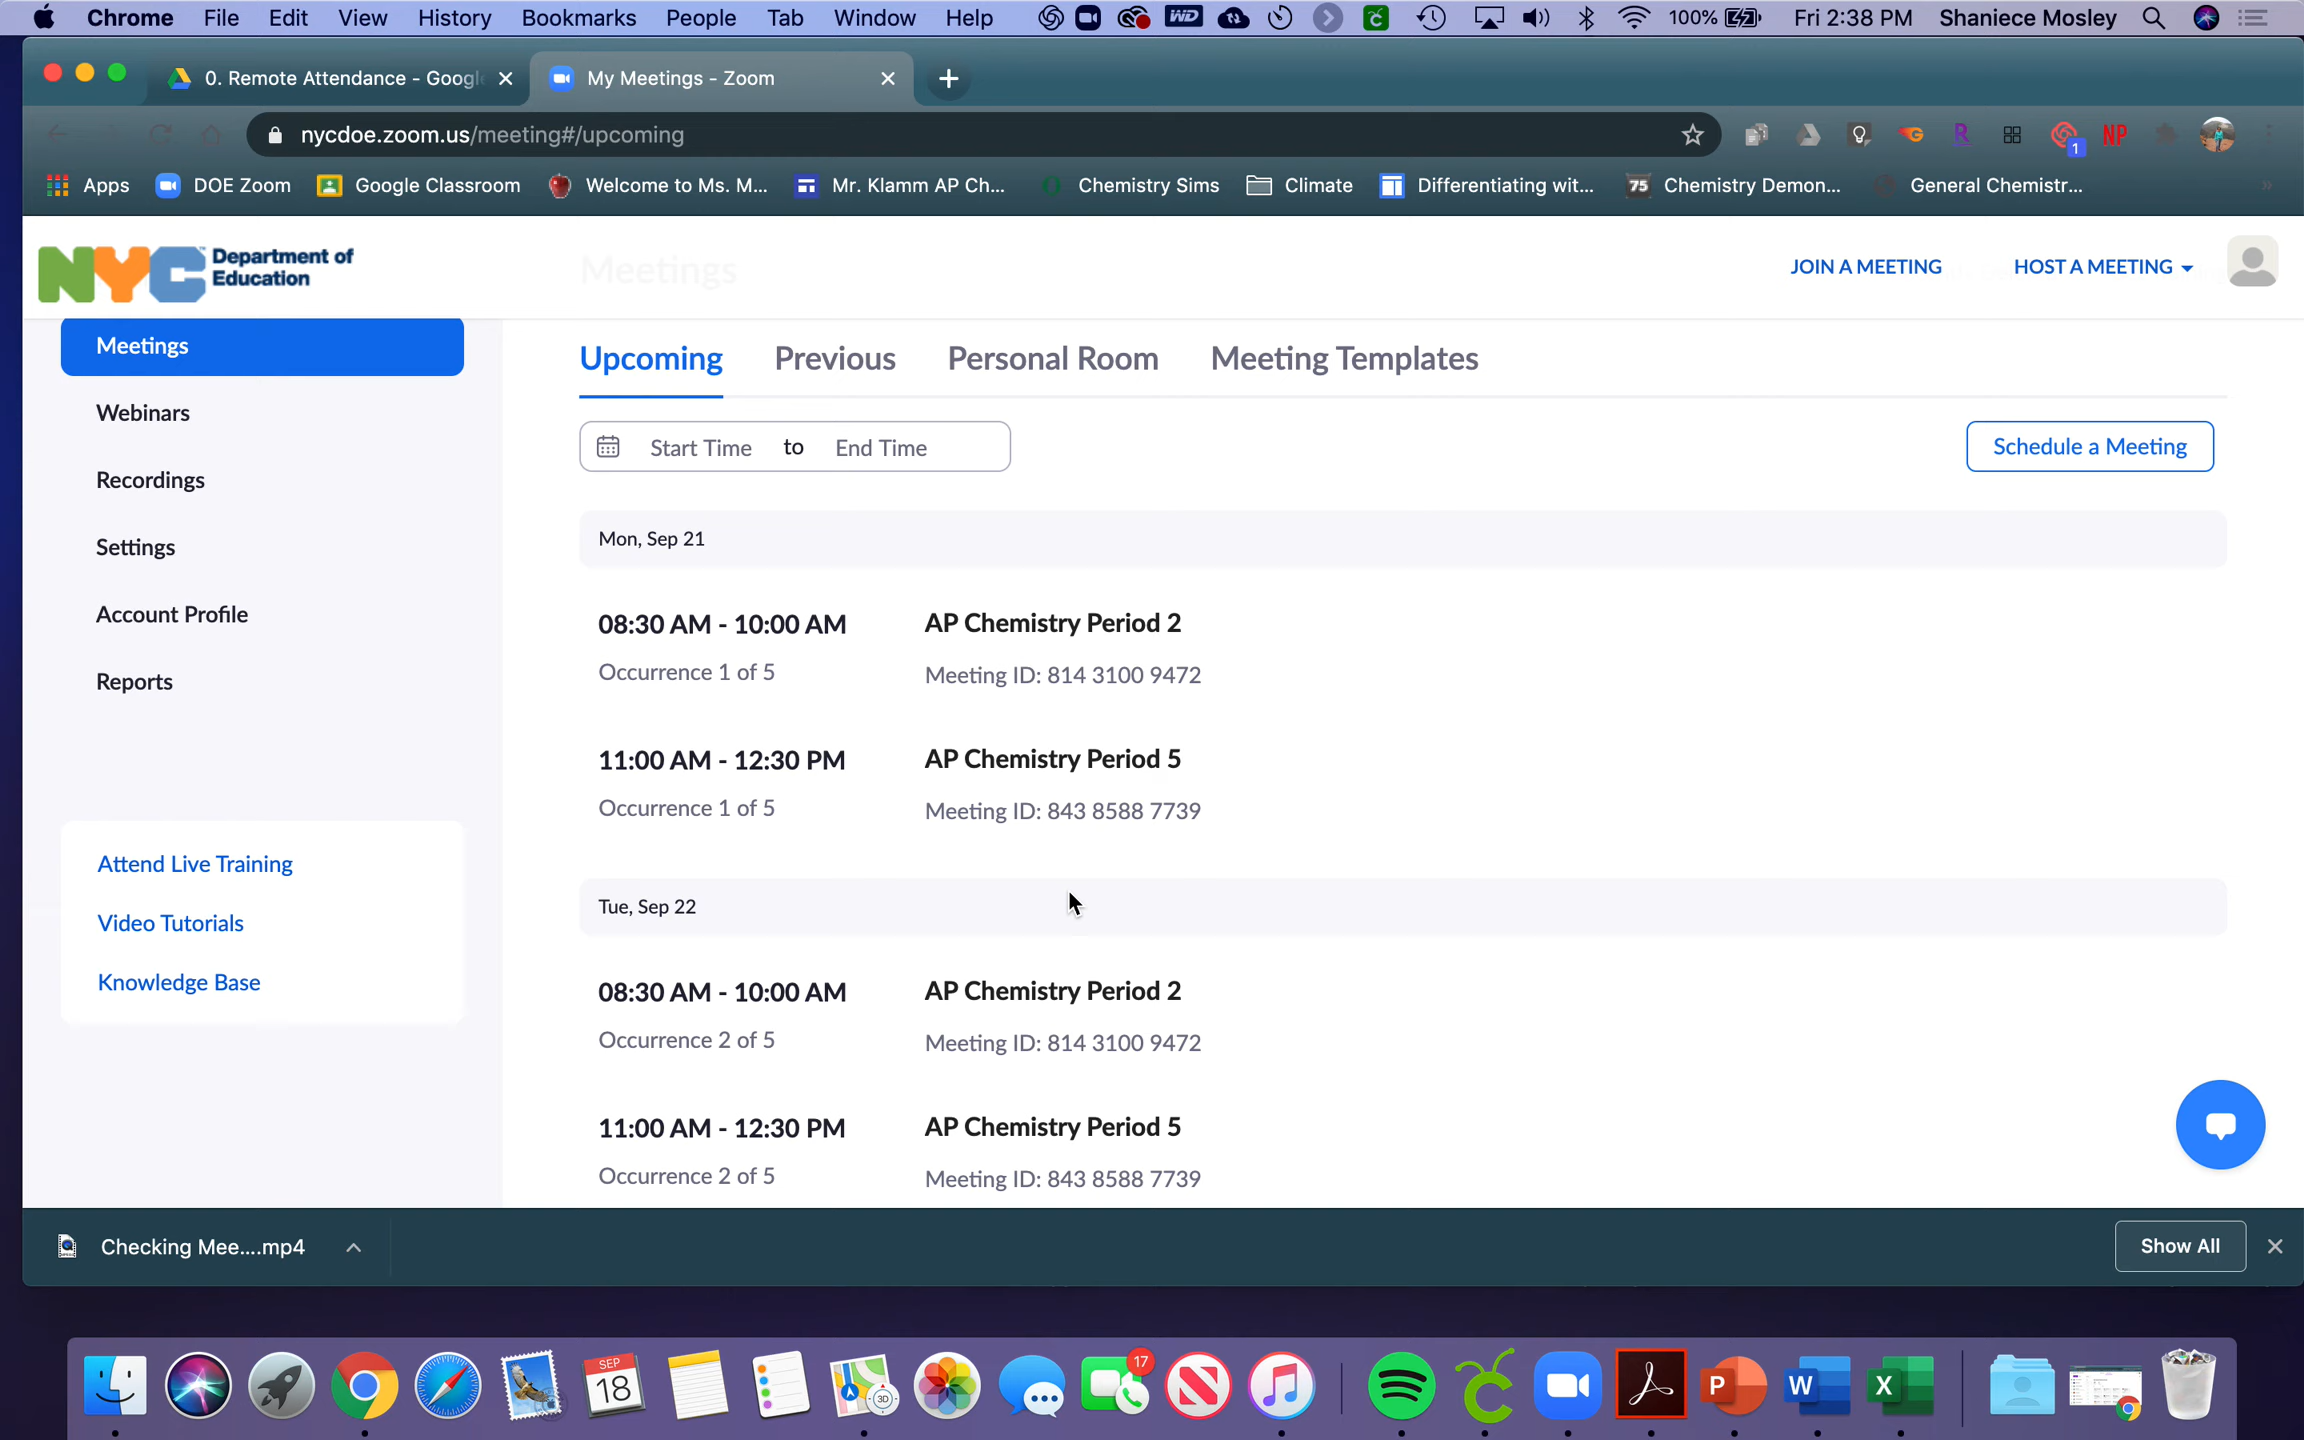 Chrome File Edit View History Bookmarks People Tab Window Help WD 100% Fri 2:38 PM Shaniece Mosley
0. Remote Attendance - Googl My Meetings - Zoom
nycdoe.zoom.us/meeting#/upcoming NP 1
Apps DOE Zoom Google Classroom Welcome to Ms. M... Mr. Klamm AP Ch... Chemistry Sims Climate Differentiating wit... 75 Chemistry Demon... General Chemistr... »
NYC Department of
Education
Meetings
JOIN A MEETING HOST A MEETING
Meetings
Webinars
Recordings
Settings
Account Profile
Reports
Attend Live Training
Video Tutorials
Knowledge Base
Upcoming Previous Personal Room Meeting Templates
Start Time to End Time
Schedule a Meeting
Mon, Sep 21
08:30 AM - 10:00 AM AP Chemistry Period 2
Occurrence 1 of 5 Meeting ID: 814 3100 9472
11:00 AM - 12:30 PM AP Chemistry Period 5
Occurrence 1 of 5 Meeting ID: 843 8588 7739
Tue, Sep 22
08:30 AM - 10:00 AM AP Chemistry Period 2
Occurrence 2 of 5 Meeting ID: 814 3100 9472
11:00 AM - 12:30 PM AP Chemistry Period 5
Occurrence 2 of 5 Meeting ID: 843 8588 7739
Checking Mee....mp4
Show All
SEP
18
3D
17
P
W
X